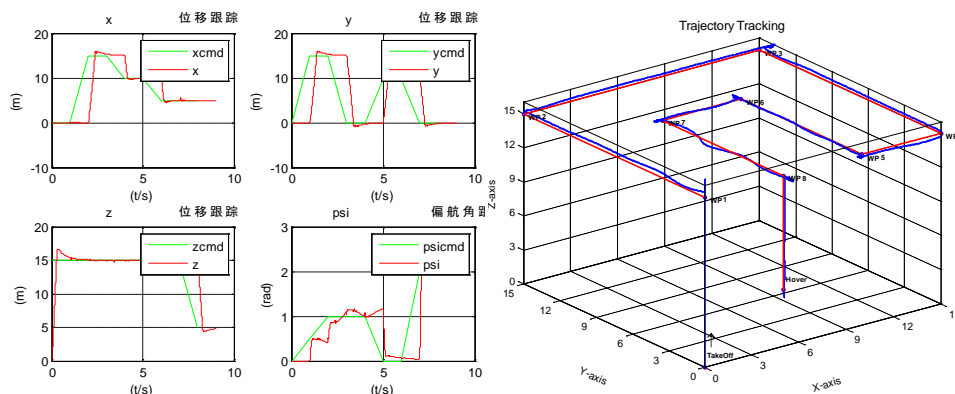 x 位移跟踪
20
10
0
-10
(m)
xcmd
x
0 5 10
(t/s)
y 位移跟踪
20
10
0
-10
(m)
ycmd
y
0 5 10
(t/s)
z 位移跟踪
20
15
10
5
0
(m)
zcmd
z
0 5 10
(t/s)
psi 偏航角
3
2
1
0
(rad)
psicmd
psi
0 5 10
(t/s)
Trajectory Tracking
15
12
9
6
3
0
Z-axis
WP 3
WP 6
WP 2
WP 7
WP
WP 5
WP 8
WP 1
Hover
TakeOff
15
12
9
6
3
0
Y-axis
0
3
6
9
12
1
X-axis